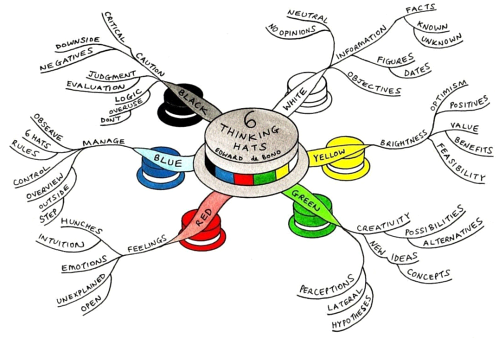 6
THINKING
HATS
EDWARD de BONO
WHITE
NEUTRAL
NO OPINIONS
INFORMATION
FACTS
KNOWN
UNKNOWN
FIGURES
DATES
OBJECTIVES
YELLOW
BRIGHTNESS
OPTIMISM
POSITIVES
VALUE
BENEFITS
FEASIBILITY
GREEN
CREATIVITY
POSSIBILITIES
ALTERNATIVES
NEW IDEAS
CONCEPTS
PERCEPTIONS
LATERAL
HYPOTHESES
RED
FEELINGS
HUNCHES
INTUITION
EMOTIONS
UNEXPLAINED
OPEN
BLUE
MANAGE
OBSERVE
6 HATS
RULES
CONTROL
OVERVIEW
OUTSIDE
STEP
BLACK
CAUTION
CRITICAL
DOWNSIDE
NEGATIVES
JUDGMENT
EVALUATION
LOGIC
OVERUSE
DON'T